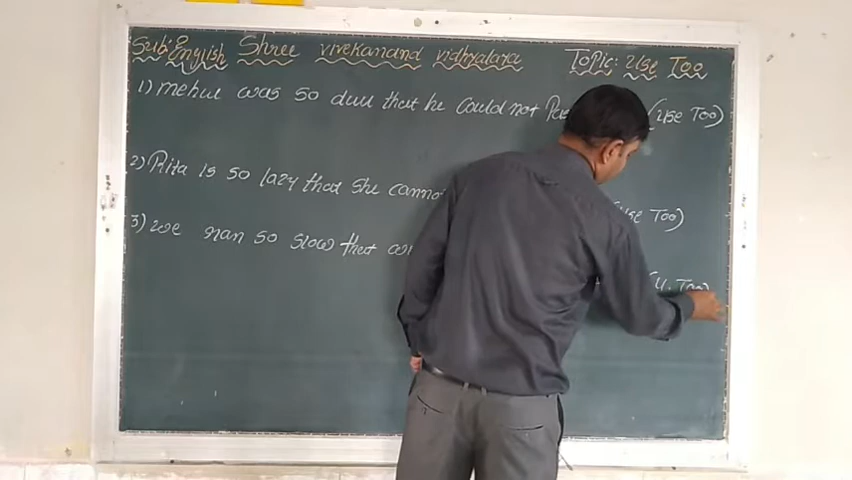 Sub: English Shree vivekanand vidhyalaya Topic: Use Too
1) mehul was so dull that he could not (use Too)
2) Rita is so lazy that she cannot (use Too)
3) we ran so slow that (U. Too)